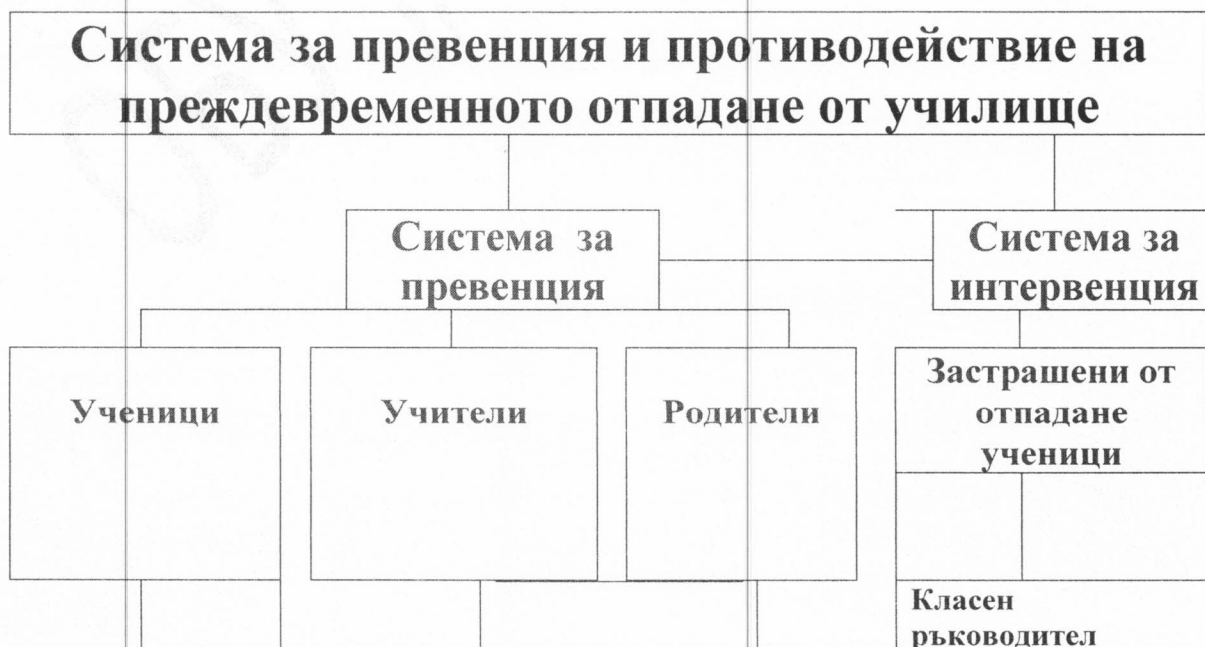 Система за превенция и противодействие на
преждевременното отпадане от училище
Система за
превенция
Система за
интервенция
Ученици
Учители
Родители
Застрашени от
отпадане
ученици
Класен
ръководител